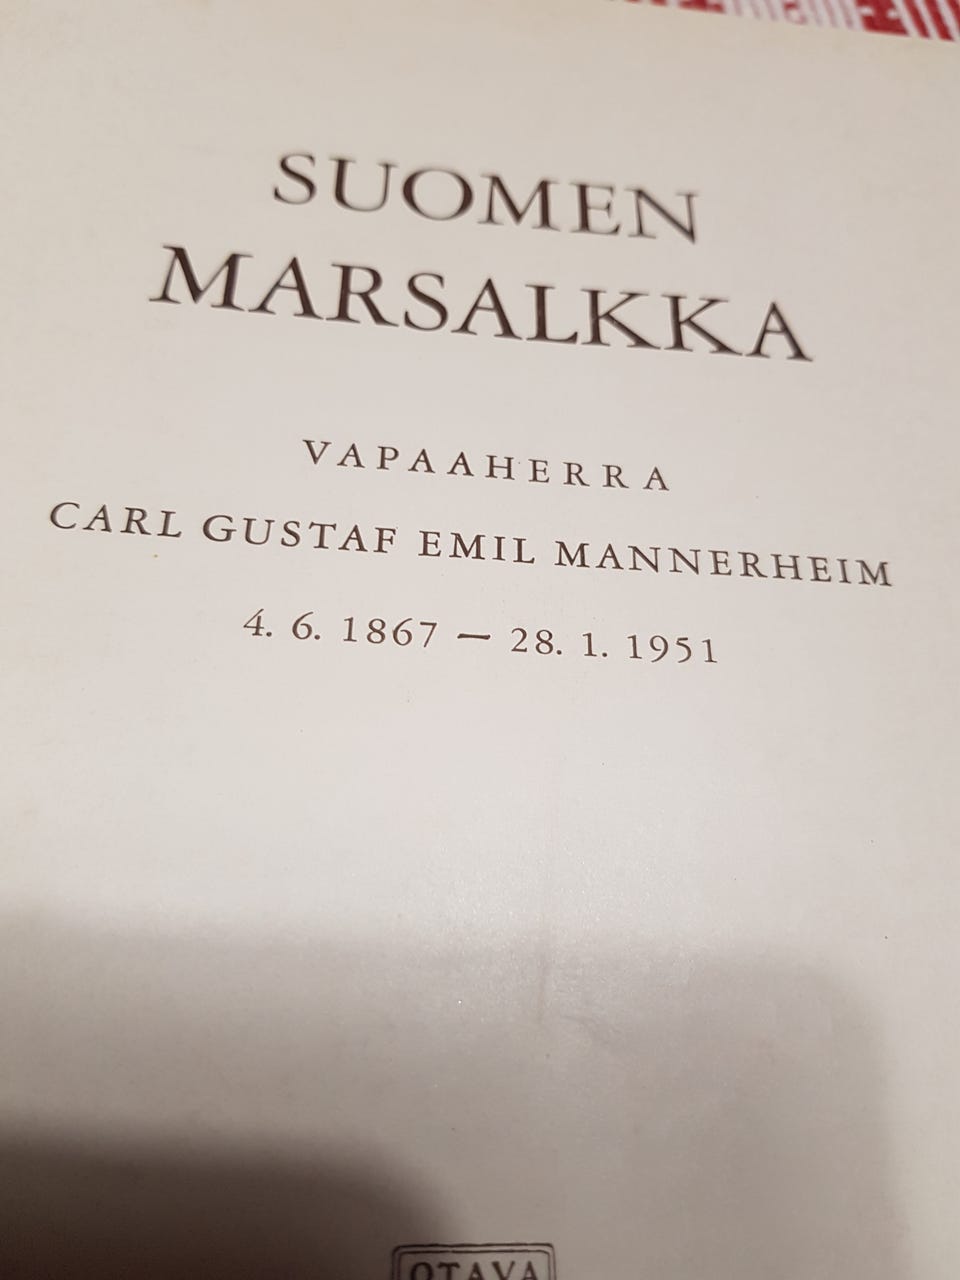 SUOMEN
MARSALKKA
VAPAAHERRA
CARL GUSTAF EMIL MANNERHEIM
4. 6. 1867 — 28. 1. 1951
OTAVA